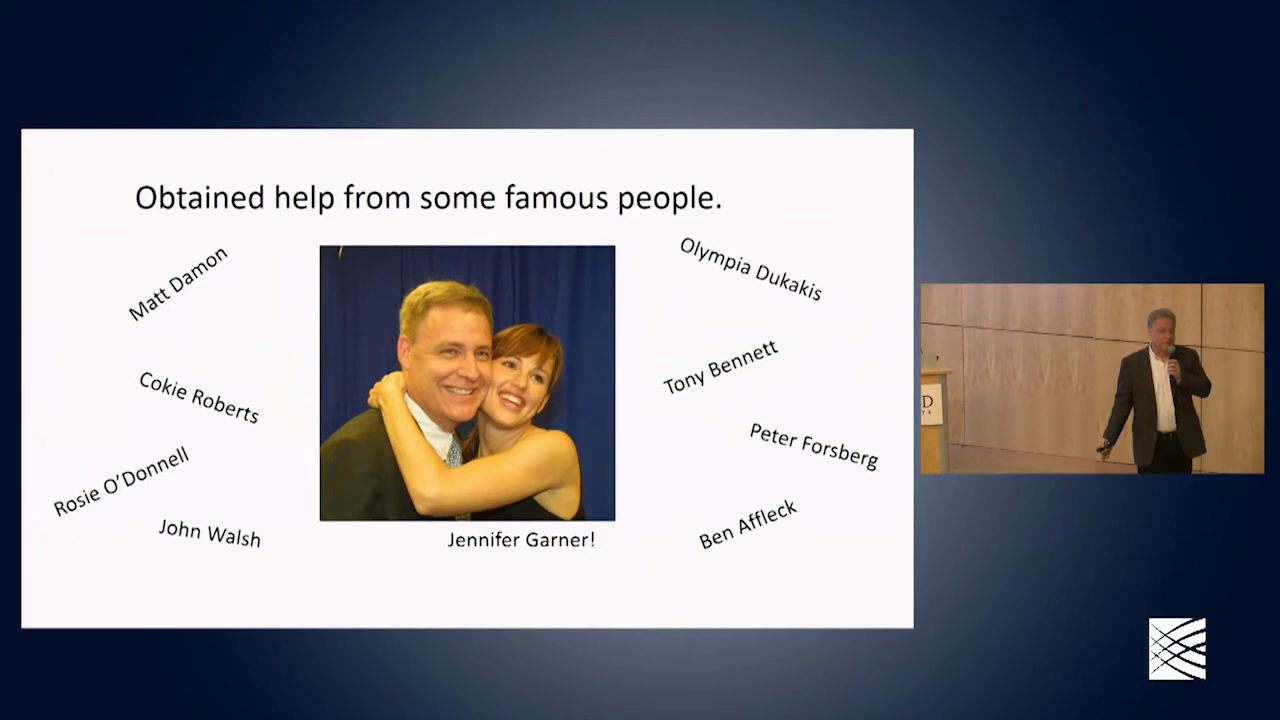 Obtained help from some famous people.
Matt Damon
Olympia Dukakis
Cokie Roberts
Tony Bennett
Peter Forsberg
Rosie O'Donnell
John Walsh
Ben Affleck
Jennifer Garner!
D